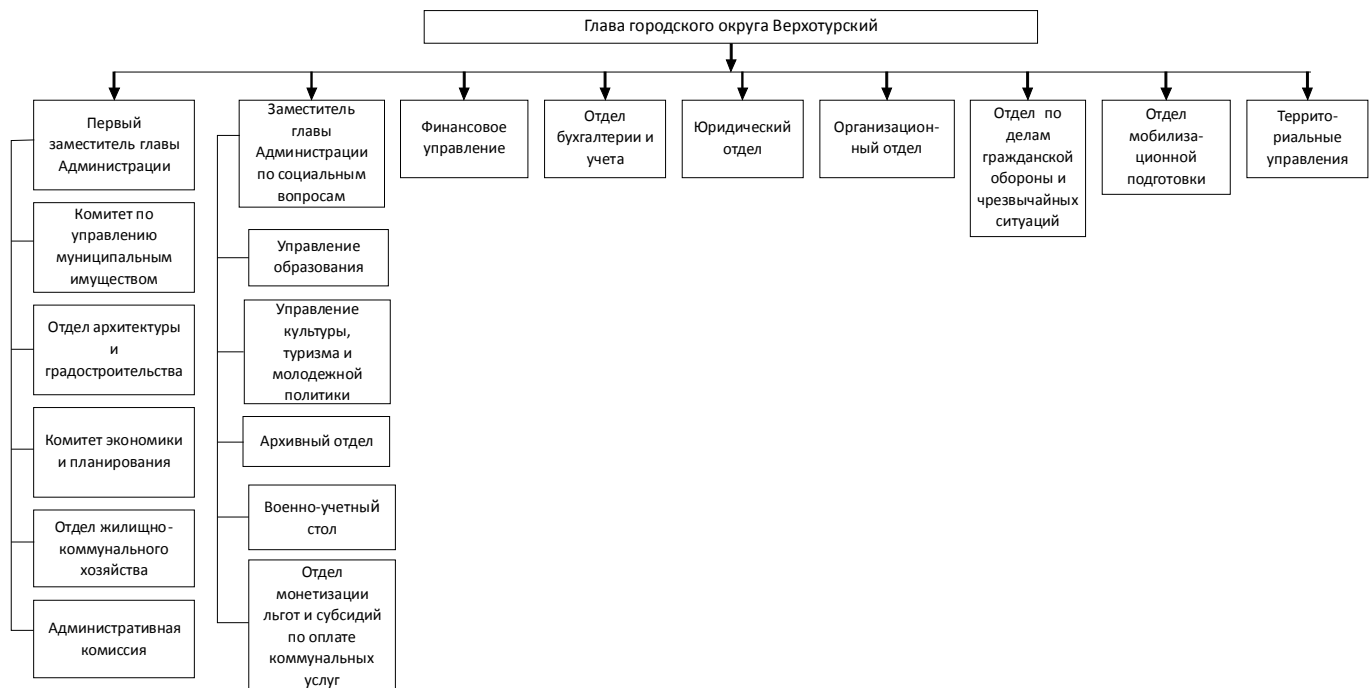 Глава городского округа Верхотурский
Первый
заместитель главы
Администрации
Заместитель
главы
Администрации
по социальным
вопросам
Финансовое
управление
Отдел
бухгалтерии и
учета
Юридический
отдел
Организацион-
ный отдел
Отдел по
делам
гражданской
обороны и
чрезвычайных
ситуаций
Отдел
мобилиза-
ционной
подготовки
Террито-
риальные
управления
Комитет по
управлению
муниципальным
имуществом
Отдел архитектуры
и
градостроительства
Комитет экономики
и планирования
Отдел жилищно-
коммунального
хозяйства
Административная
комиссия
Управление
образования
Управление
культуры,
туризма и
молодежной
политики
Архивный отдел
Военно-учетный
стол
Отдел
монетизации
льгот и субсидий
по оплате
коммунальных
услуг